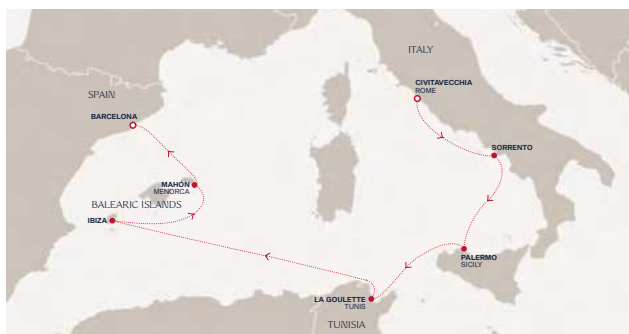 ITALY
CIVITAVECCHIA
ROME
SPAIN
BARCELONA
SORRENTO
MAHÓN
MENORCA
BALEARIC ISLANDS
IBIZA
PALERMO
SICILY
LA GOULETTE
TUNIS
TUNISIA